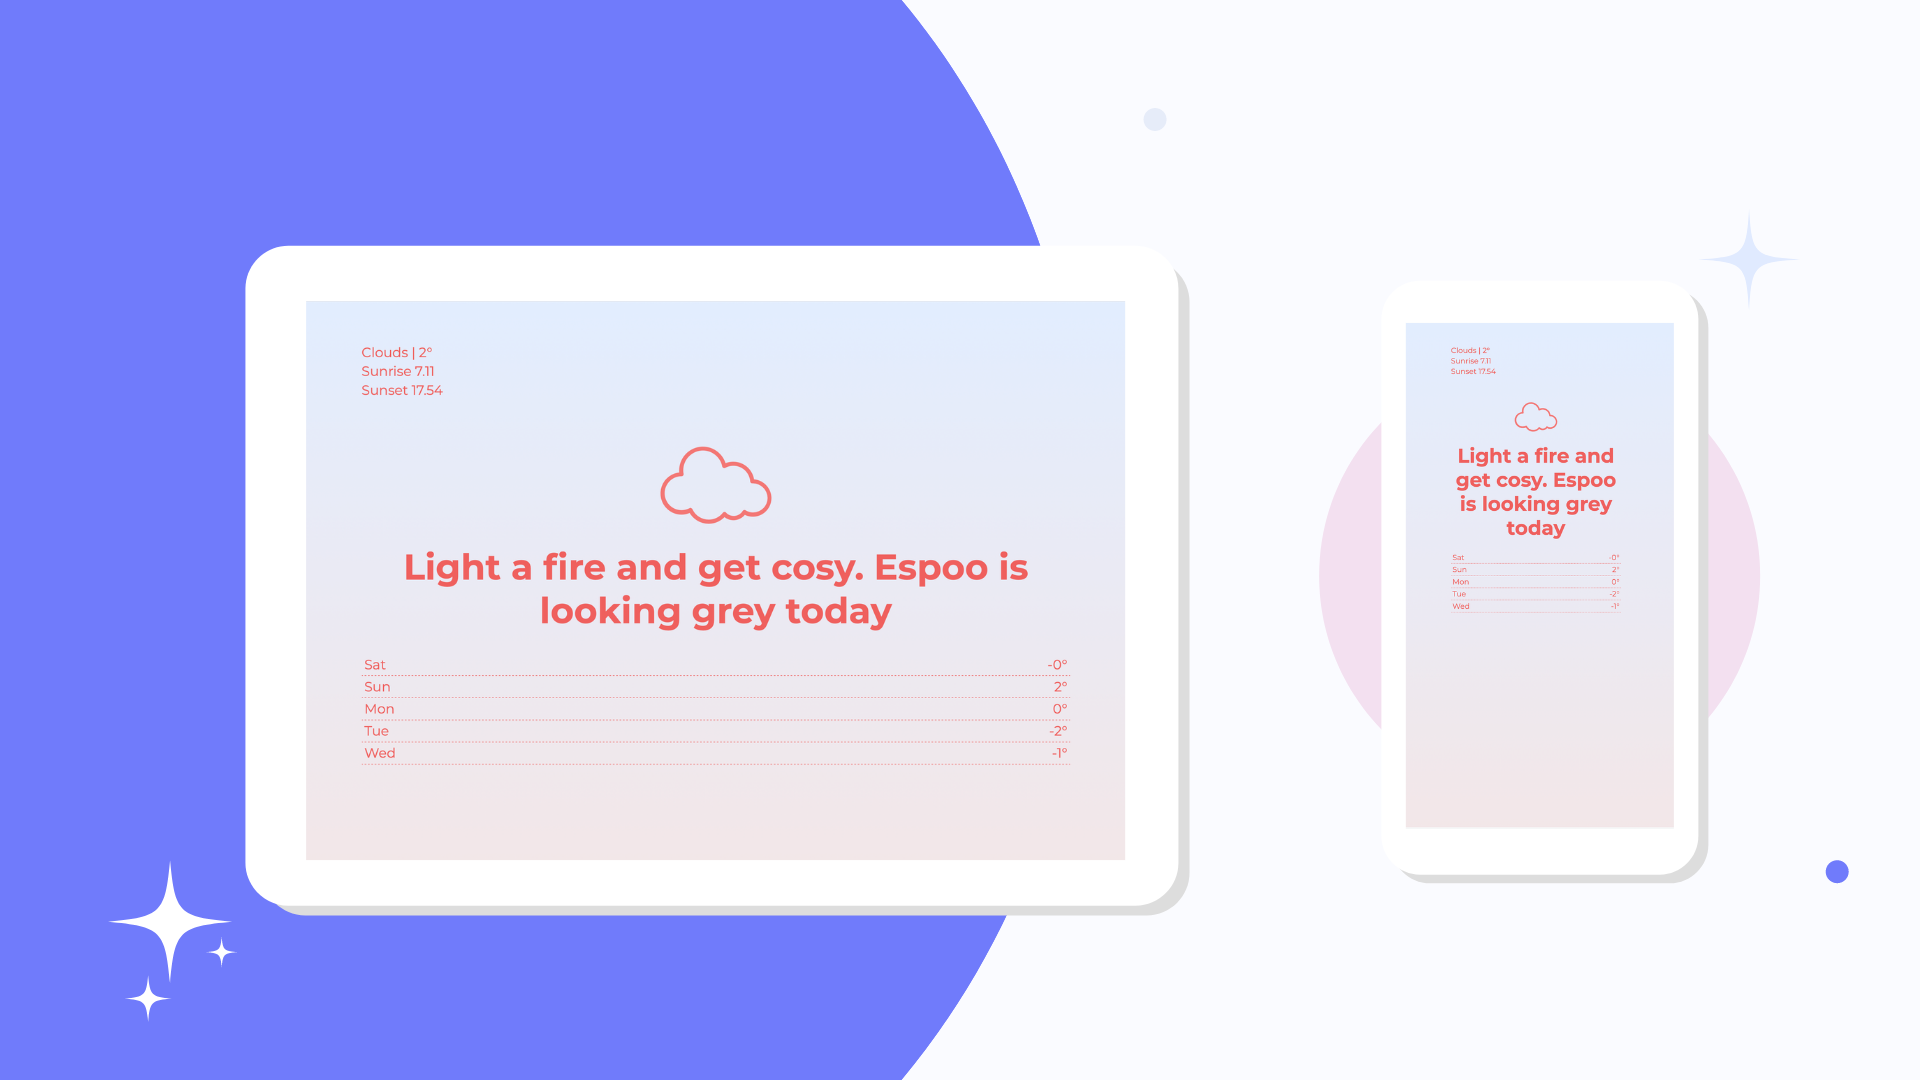 Clouds | 2°
Sunrise 7.11
Sunset 17.54
Light a fire and get cosy. Espoo is
looking grey today
Sat -0°
Sun 2°
Mon 0°
Tue -2°
Wed -1°
Clouds | 2°
Sunrise 7.11
Sunset 17.54
Light a fire and
get cosy. Espoo
is looking grey
today
Sat -0°
Sun 2°
Mon 0°
Tue -2°
Wed -1°